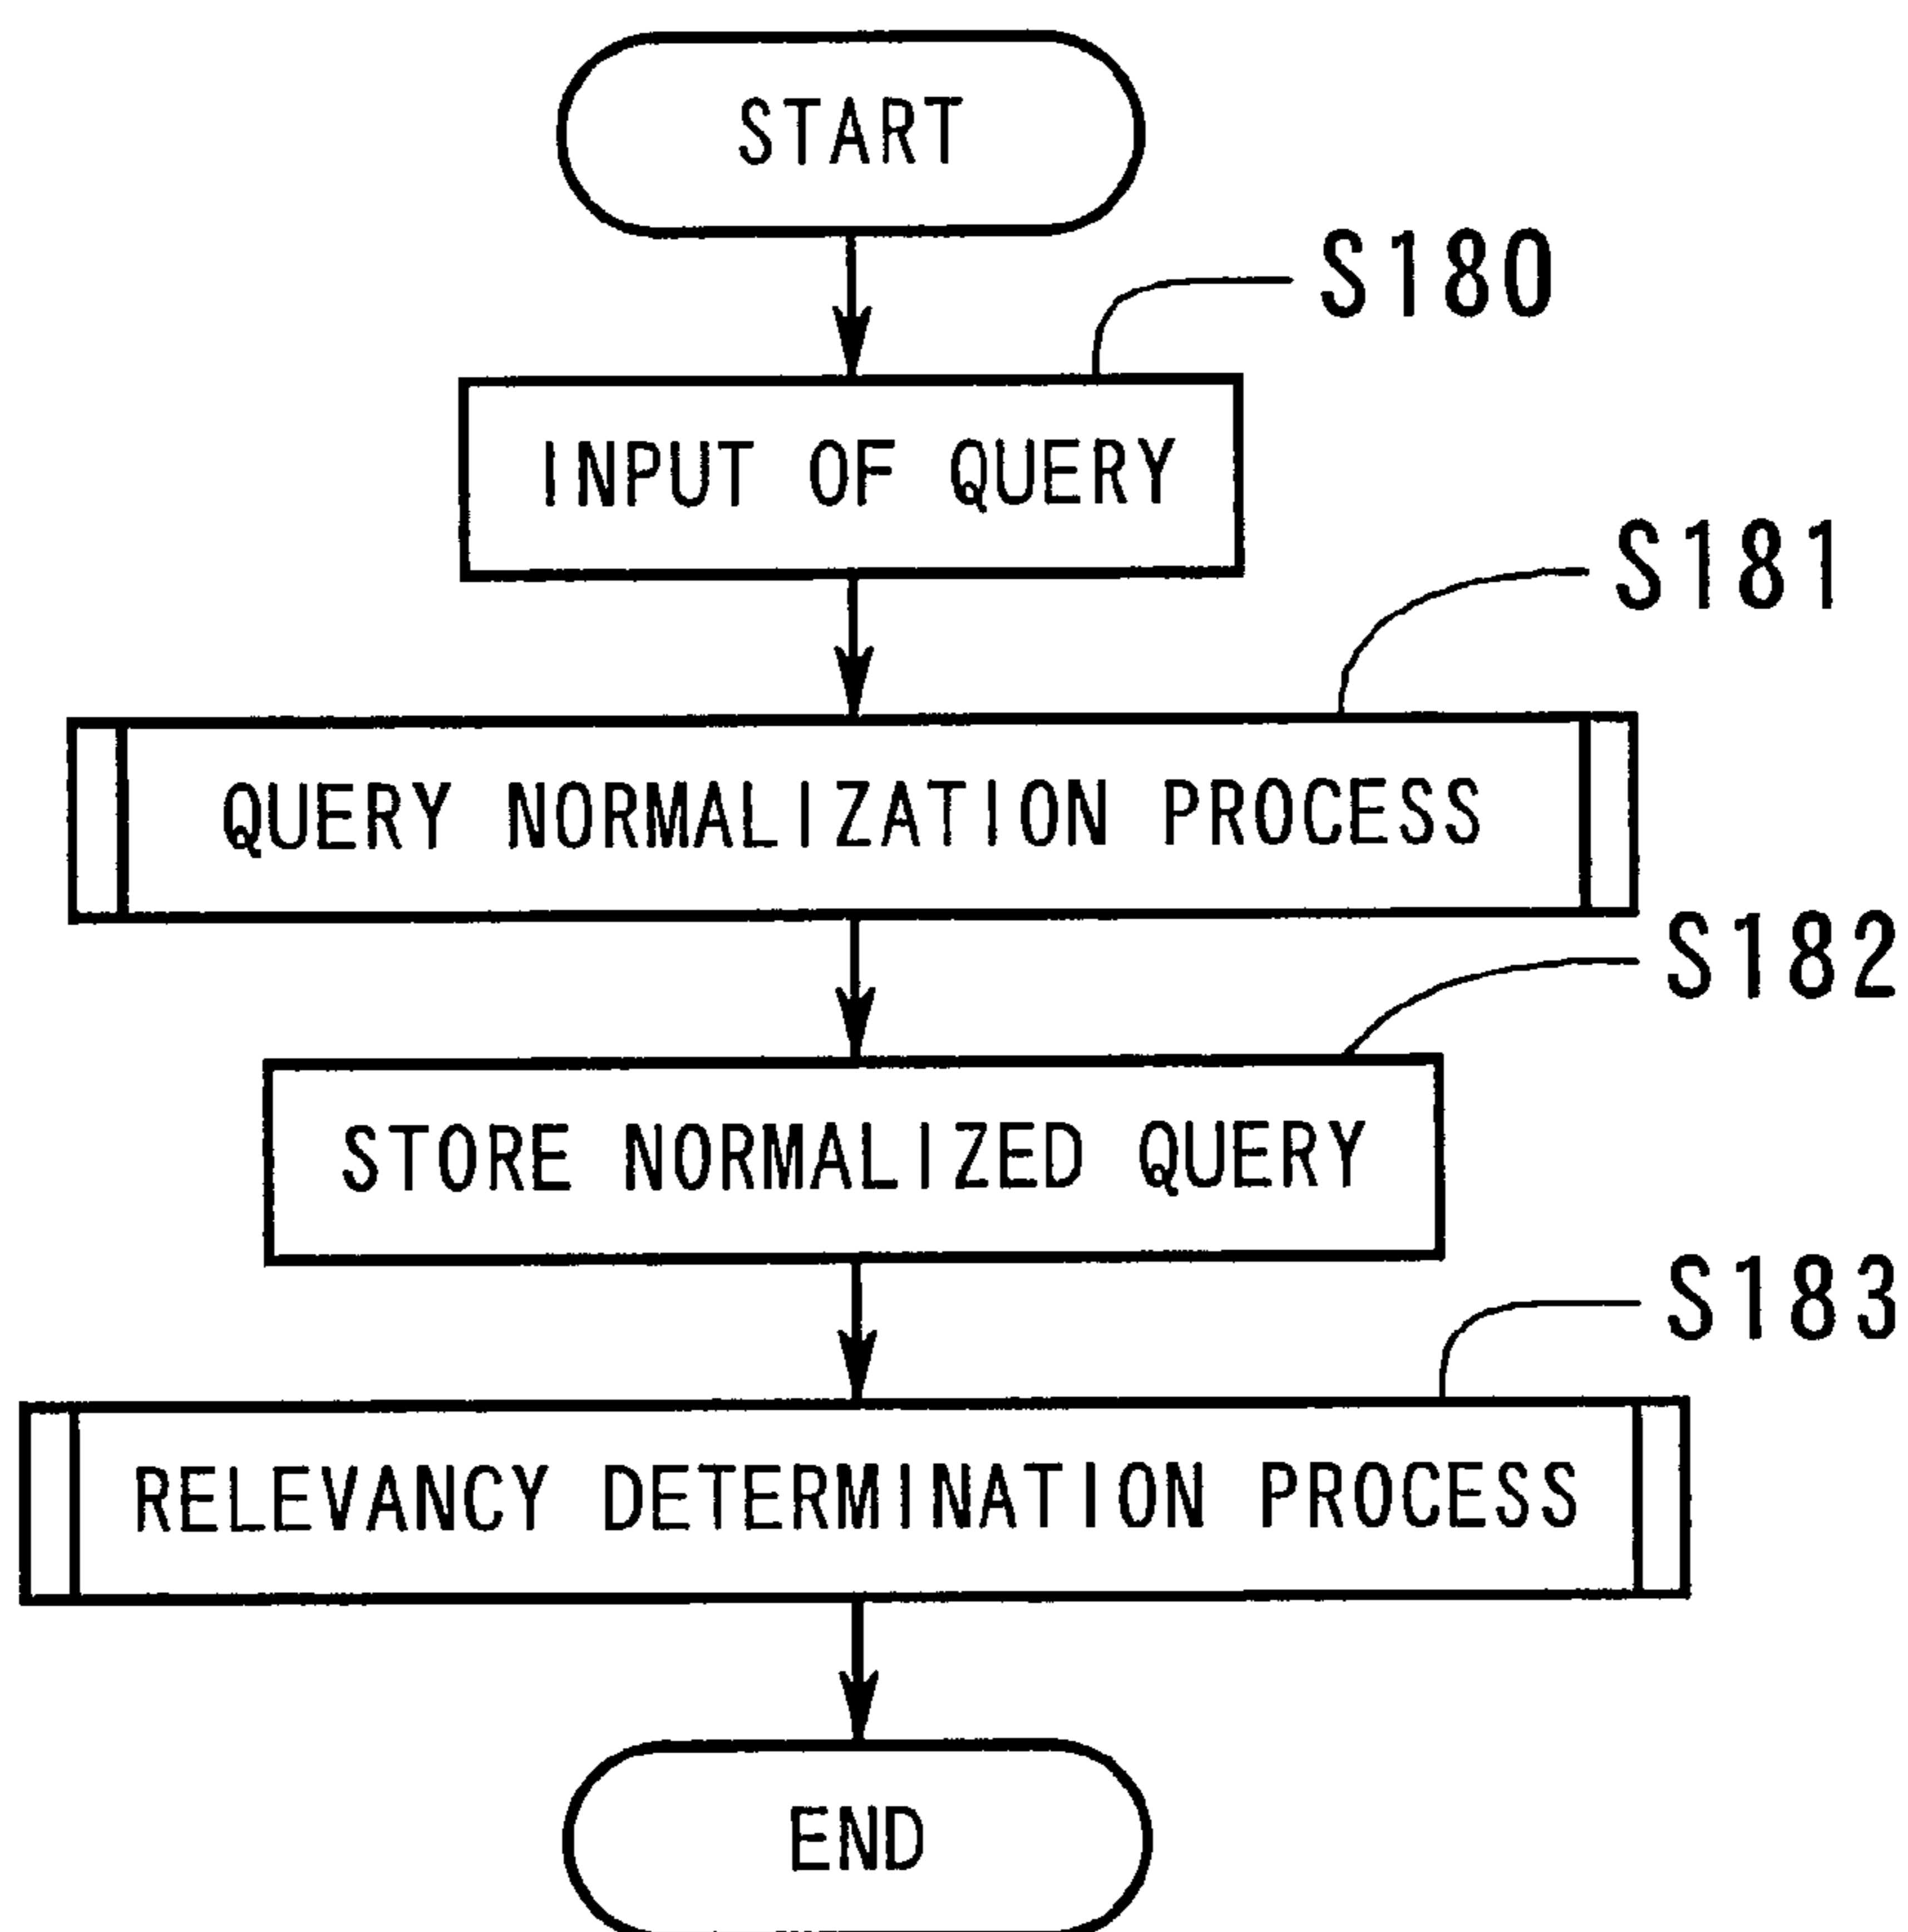 START
S180
INPUT OF QUERY
S181
QUERY NORMALIZATION PROCESS
S182
STORE NORMALIZED QUERY
S183
RELEVANCY DETERMINATION PROCESS
END